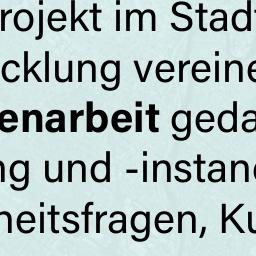 rojekt im Stadt
cklung vereine
enarbeit geda
ng und -instand
heitsfragen, Ku